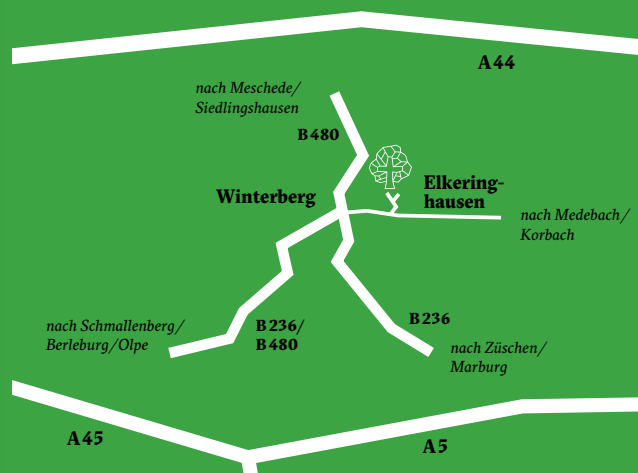 A44
nach Meschede/
Siedlingshausen
B480
Winterberg
Elkering-
hausen
nach Medebach/
Korbach
nach Schmallenberg/
Berleburg/Olpe
B236/
B480
B236
nach Züschen/
Marburg
A45
A5